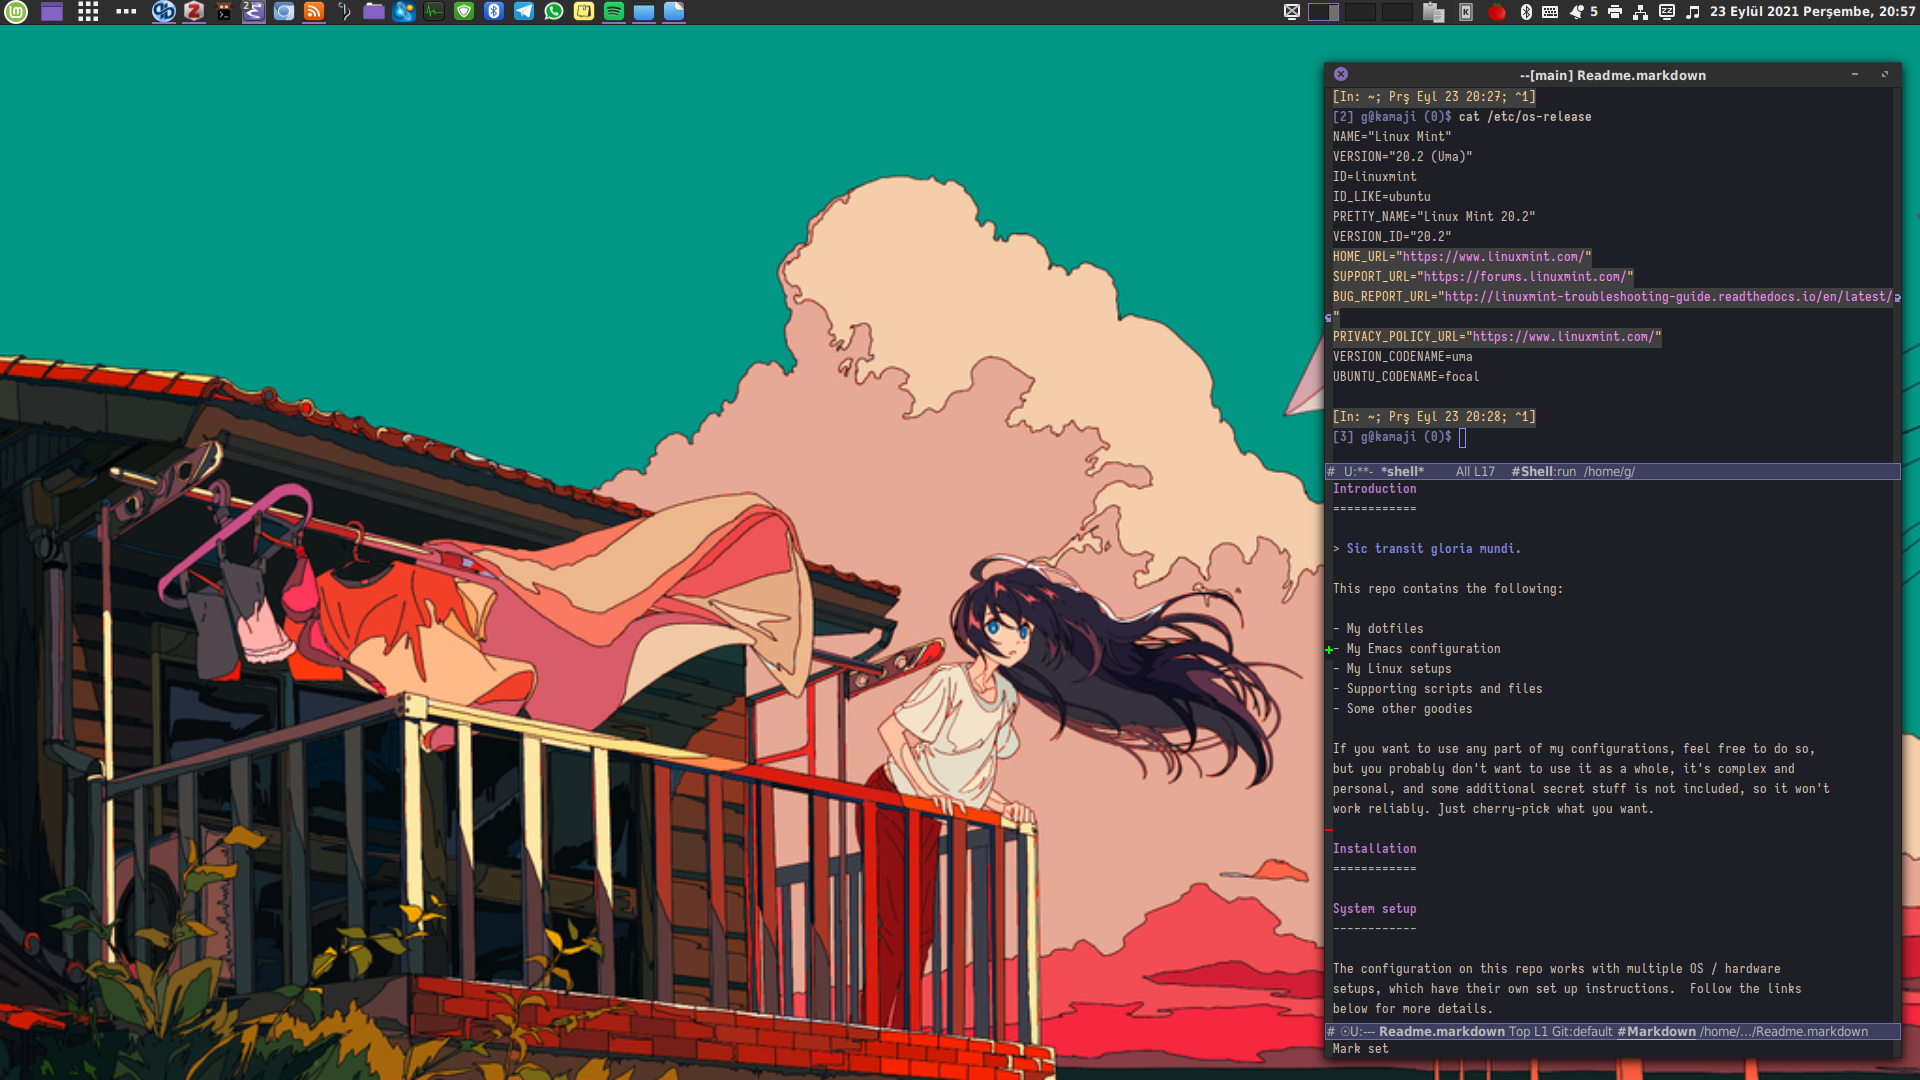 2
5
23 Eylül 2021 Perşembe, 20:57
--[main] Readme.markdown
[In: ~; Prş Eyl 23 20:27; ^1]
[2] g@kamaji (0)$ cat /etc/os-release
NAME="Linux Mint"
VERSION="20.2 (Uma)"
ID=linuxmint
ID_LIKE=ubuntu
PRETTY_NAME="Linux Mint 20.2"
VERSION_ID="20.2"
HOME_URL="https://www.linuxmint.com/"
SUPPORT_URL="https://forums.linuxmint.com/"
BUG_REPORT_URL="http://linuxmint-troubleshooting-guide.readthedocs.io/en/latest/
"
PRIVACY_POLICY_URL="https://www.linuxmint.com/"
VERSION_CODENAME=uma
UBUNTU_CODENAME=focal
[In: ~; Prş Eyl 23 20:28; ^1]
[3] g@kamaji (0)$
# U:**- *shell* All L17 #Shell:run /home/g/
Introduction
============
> Sic transit gloria mundi.
This repo contains the following:
- My dotfiles
+- My Emacs configuration
- My Linux setups
- Supporting scripts and files
- Some other goodies
If you want to use any part of my configurations, feel free to do so,
but you probably don't want to use it as a whole, it's complex and
personal, and some additional secret stuff is not included, so it won't
work reliably. Just cherry-pick what you want.
Installation
============
System setup
------------
The configuration on this repo works with multiple OS / hardware
setups, which have their own set up instructions.  Follow the links
below for more details.
# ☉U:--- Readme.markdown Top L1 Git:default #Markdown /home/.../Readme.markdown
Mark set